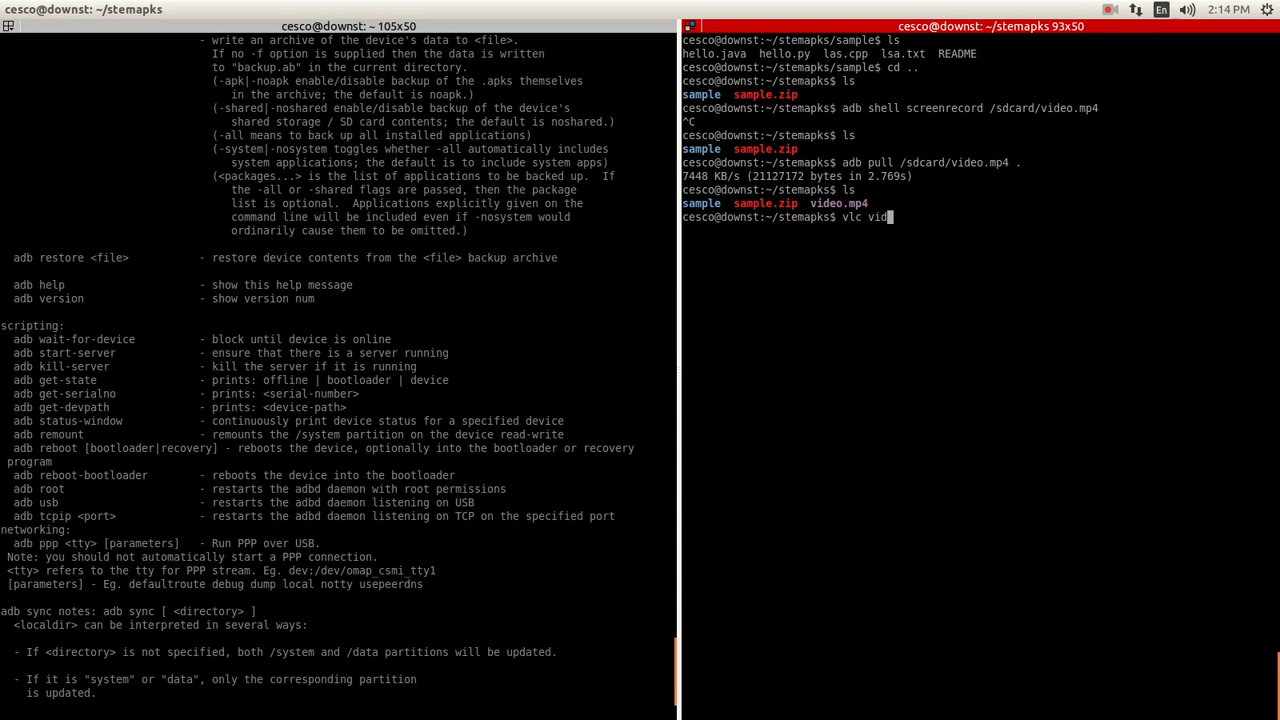 cesco@downst: ~/stemapks
En
2:14 PM
cesco@downst: ~ 105x50
- write an archive of the device's data to <file>.
If no -f option is supplied then the data is written
to "backup.ab" in the current directory.
(-apk|-noapk enable/disable backup of the .apks themselves
in the archive; the default is noapk.)
(-shared|-noshared enable/disable backup of the device's
shared storage / SD card contents; the default is noshared.)
(-all means to back up all installed applications)
(-system|-nosystem toggles whether -all automatically includes
system applications; the default is to include system apps)
(<packages...> is the list of applications to be backed up.  If
the -all or -shared flags are passed, then the package
list is optional.  Applications explicitly given on the
command line will be included even if -nosystem would
ordinarily cause them to be omitted.)
adb restore <file>           - restore device contents from the <file> backup archive
adb help                     - show this help message
adb version                  - show version num
scripting:
adb wait-for-device          - block until device is online
adb start-server             - ensure that there is a server running
adb kill-server              - kill the server if it is running
adb get-state                - prints: offline | bootloader | device
adb get-serialno             - prints: <serial-number>
adb get-devpath              - prints: <device-path>
adb status-window            - continuously print device status for a specified device
adb remount                  - remounts the /system partition on the device read-write
adb reboot [bootloader|recovery] - reboots the device, optionally into the bootloader or recovery
program
adb reboot-bootloader        - reboots the device into the bootloader
adb root                     - restarts the adbd daemon with root permissions
adb usb                      - restarts the adbd daemon listening on USB
adb tcpip <port>             - restarts the adbd daemon listening on TCP on the specified port
networking:
adb ppp <tty> [parameters]   - Run PPP over USB.
Note: you should not automatically start a PPP connection.
<tty> refers to the tty for PPP stream. Eg. dev:/dev/omap_csmi_tty1
[parameters] - Eg. defaultroute debug dump local notty usepeerdns
adb sync notes: adb sync [ <directory> ]
<localdir> can be interpreted in several ways:
- If <directory> is not specified, both /system and /data partitions will be updated.
- If it is "system" or "data", only the corresponding partition
is updated.
cesco@downst: ~/stemapks 93x50
cesco@downst:~/stemapks/sample$ ls
hello.java  hello.py  las.cpp  lsa.txt  README
cesco@downst:~/stemapks/sample$ cd ..
cesco@downst:~/stemapks$ ls
sample  sample.zip
cesco@downst:~/stemapks$ adb shell screenrecord /sdcard/video.mp4
^C
cesco@downst:~/stemapks$ ls
sample  sample.zip
cesco@downst:~/stemapks$ adb pull /sdcard/video.mp4 .
7448 KB/s (21127172 bytes in 2.769s)
cesco@downst:~/stemapks$ ls
sample  sample.zip  video.mp4
cesco@downst:~/stemapks$ vlc vid